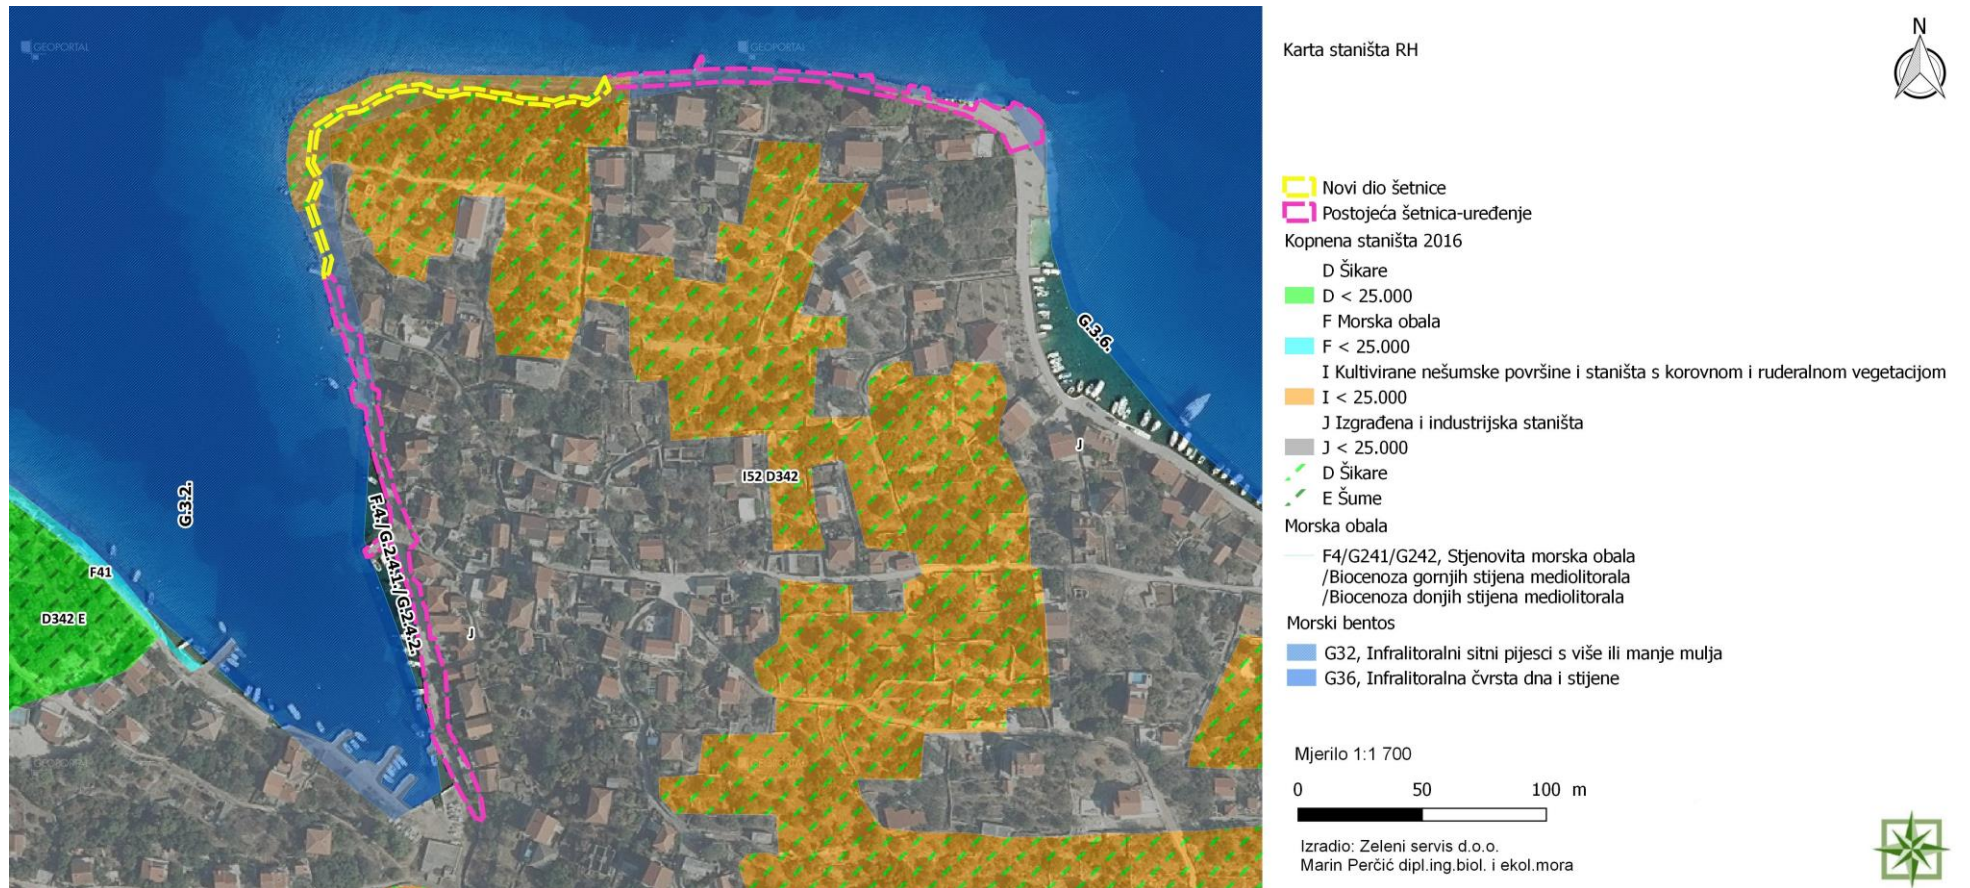 GEOPORTAL
GEOPORTAL
G.3.6.
G.3.2.
I52 D342
J
F.4./G.2.4.1./G.2.4.2.
F41
D342 E
J
GEOPORTAL
GEOPORTAL
Karta staništa RH
N
Novi dio šetnice
Postojeća šetnica-uređenje
Kopnena staništa 2016
D Šikare
D < 25.000
F Morska obala
F < 25.000
I Kultivirane nešumske površine i staništa s korovnom i ruderalnom vegetacijom
I < 25.000
J Izgrađena i industrijska staništa
J < 25.000
D Šikare
E Šume
Morska obala
F4/G241/G242, Stjenovita morska obala
/Biocenoza gornjih stijena mediolitorala
/Biocenoza donjih stijena mediolitorala
Morski bentos
G32, Infralitoralni sitni pijesci s više ili manje mulja
G36, Infralitoralna čvrsta dna i stijene
Mjerilo 1:1 700
0 50 100 m
Izradio: Zeleni servis d.o.o.
Marin Perčić dipl.ing.biol. i ekol.mora